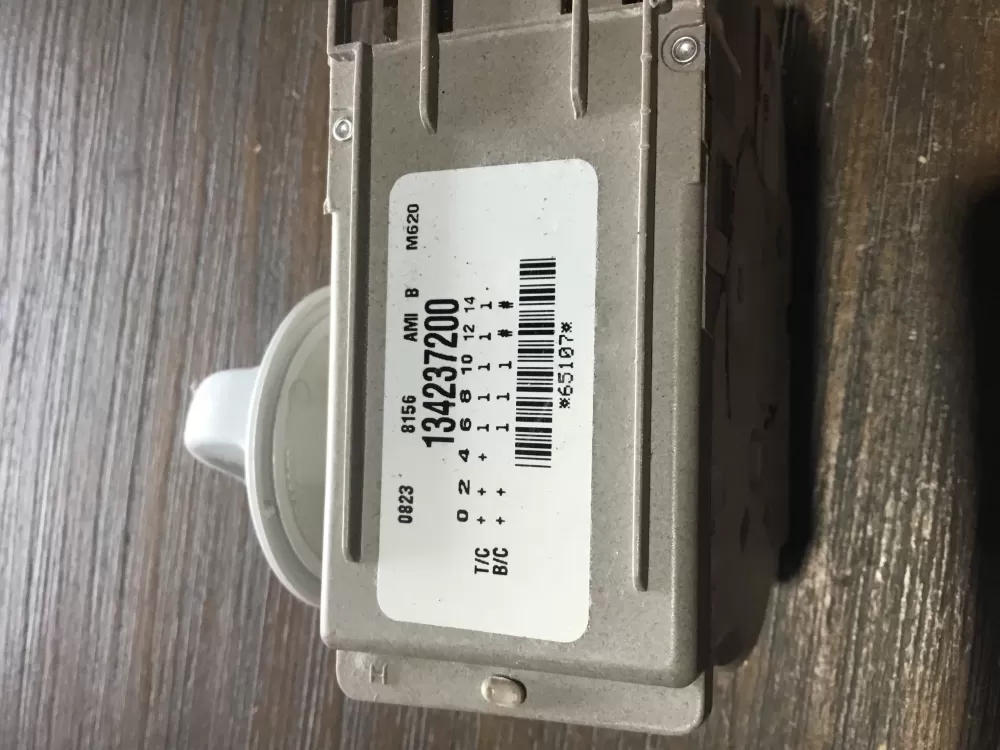 0823 8156 AMI B M620
134237200
0 2 4 6 8 10 12 14
T/C + + + 1 1 1 1 1 .
B/C + + 1 1 1 # #
*65107*
H